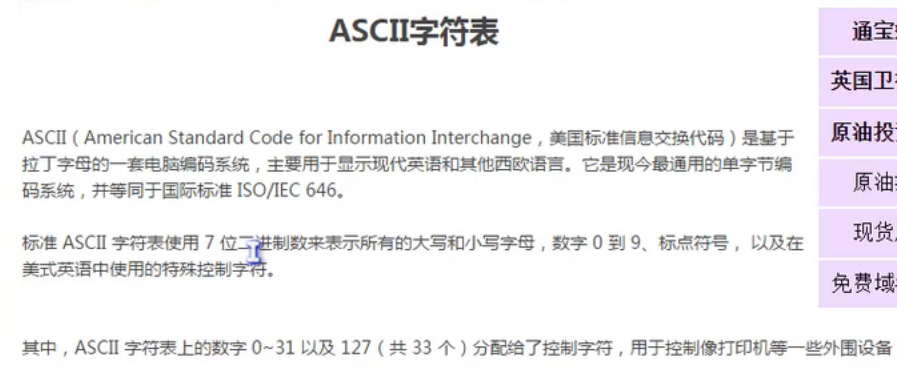 ASCII字符表
ASCII（American Standard Code for Information Interchange，美国标准信息交换代码）是基于
拉丁字母的一套电脑编码系统，主要用于显示现代英语和其他西欧语言。它是现今最通用的单字节编
码系统，并等同于国际标准 ISO/IEC 646。
标准 ASCII 字符表使用 7 位二进制数来表示所有的大写和小写字母，数字 0 到 9、标点符号， 以及在
美式英语中使用的特殊控制字符。
其中，ASCII 字符表上的数字 0~31 以及 127（共 33 个）分配给了控制字符，用于控制像打印机等一些外围设备
通宝
英国卫
原油投
原油
现货
免费域